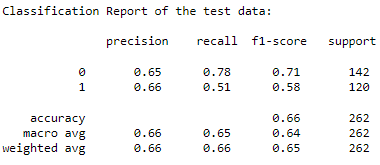 Classification Report of the test data:
precision recall f1-score support
0 0.65 0.78 0.71 142
1 0.66 0.51 0.58 120
accuracy 0.66 262
macro avg 0.66 0.65 0.64 262
weighted avg 0.66 0.66 0.65 262